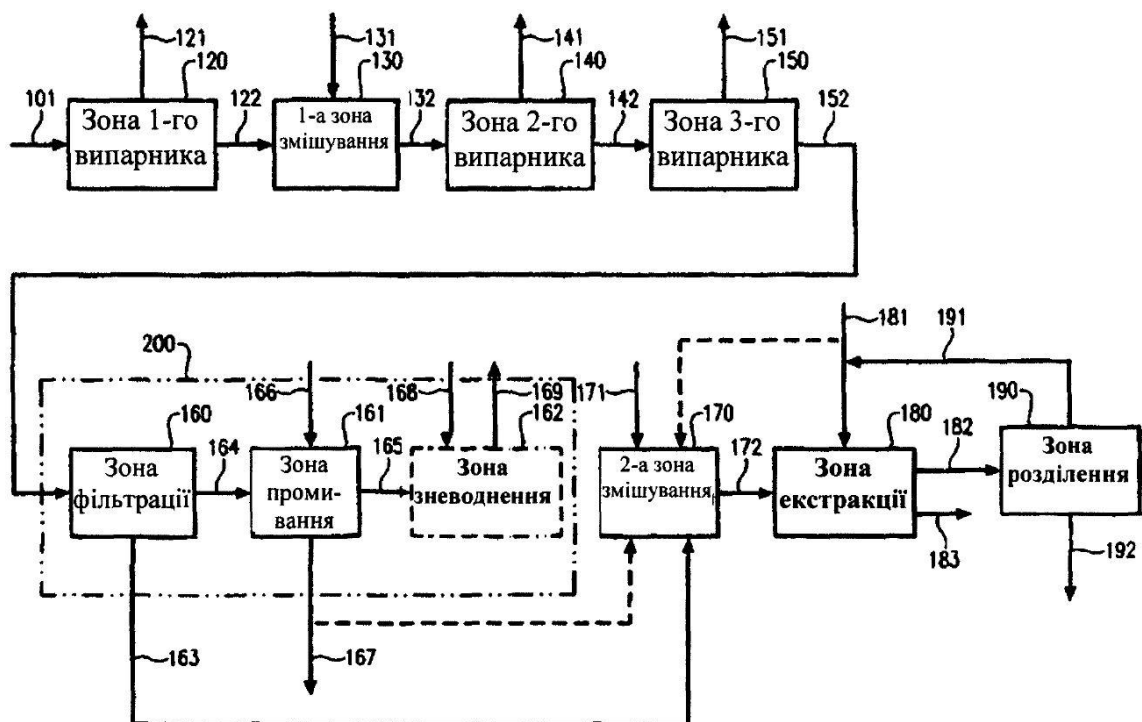 121
131
141
151
120
130
140
150
101
122
132
142
152
Зона 1-го
випарника
1-а зона
змішування
Зона 2-го
випарника
Зона 3-го
випарника
181
191
200
166
168
169
171
190
160
161
162
170
180
182
164
165
172
Зона
фільтрації
Зона
проми-
вання
Зона
зневоднення
2-а зона
змішування
Зона
екстракції
Зона
розділення
183
192
163
167